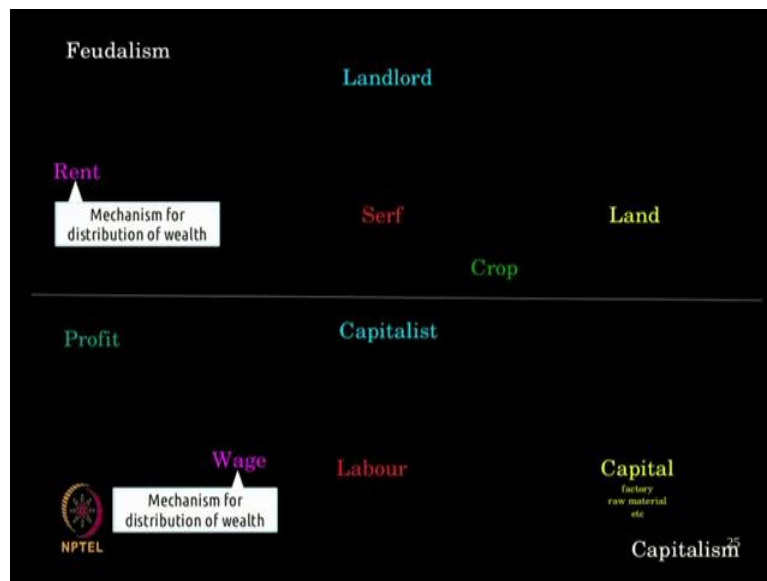 Feudalism
Landlord
Rent
Mechanism for
distribution of wealth
Serf
Land
Crop
Profit
Capitalist
Wage
Mechanism for
distribution of wealth
Labour
Capital
factory
raw material
etc
NPTEL
Capitalism
25